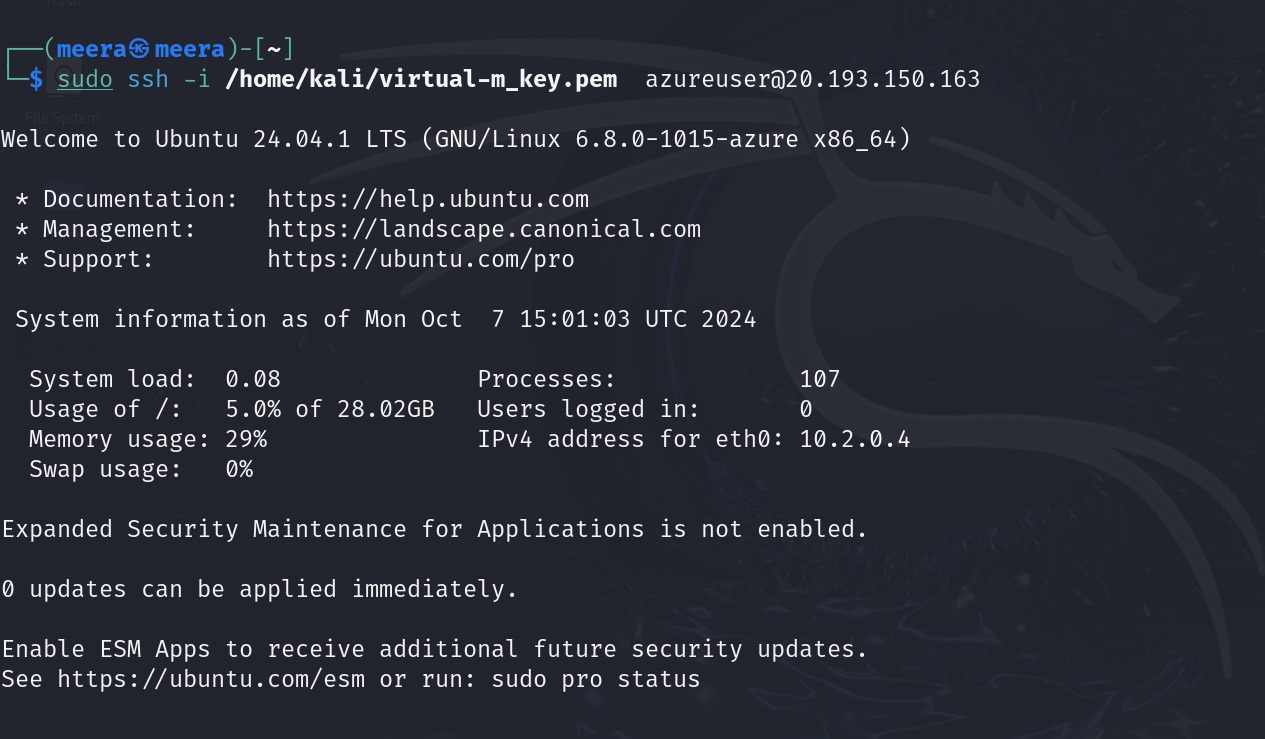 Trash
┌──(meera㉿meera)-[~]
└─$ sudo ssh -i /home/kali/virtual-m_key.pem  azureuser@20.193.150.163
File System
Welcome to Ubuntu 24.04.1 LTS (GNU/Linux 6.8.0-1015-azure x86_64)
* Documentation:  https://help.ubuntu.com
* Management:     https://landscape.canonical.com
* Support:        https://ubuntu.com/pro
System information as of Mon Oct  7 15:01:03 UTC 2024
System load:  0.08              Processes:             107
Usage of /:   5.0% of 28.02GB   Users logged in:       0
Memory usage: 29%               IPv4 address for eth0: 10.2.0.4
Swap usage:   0%
Expanded Security Maintenance for Applications is not enabled.
0 updates can be applied immediately.
Enable ESM Apps to receive additional future security updates.
See https://ubuntu.com/esm or run: sudo pro status